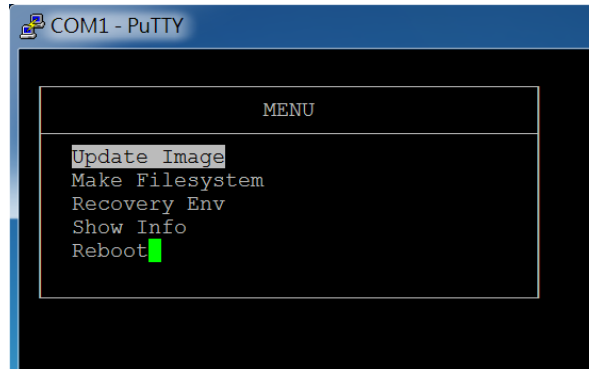 COM1 - PuTTY
MENU
Update Image
Make Filesystem
Recovery Env
Show Info
Reboot